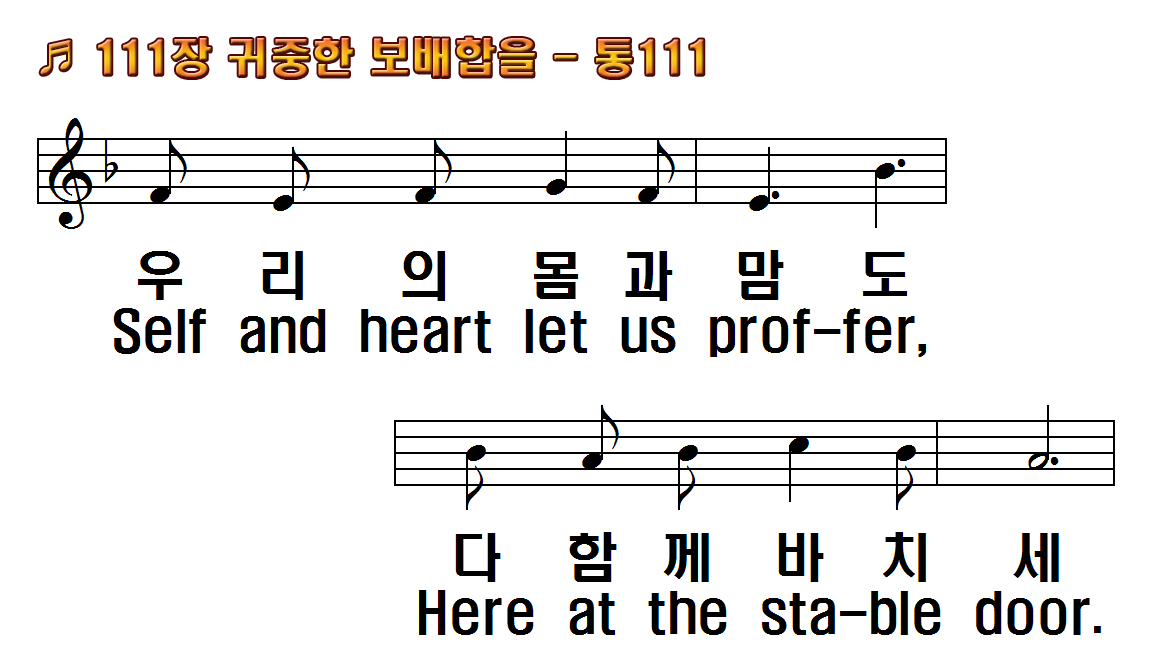 111장 귀중한 보배합을 - 통111
우 리 의 몸 과 맘 도
Self and heart let us prof-fer,
다 함 께 바 치 세
Here at the sta-ble door.